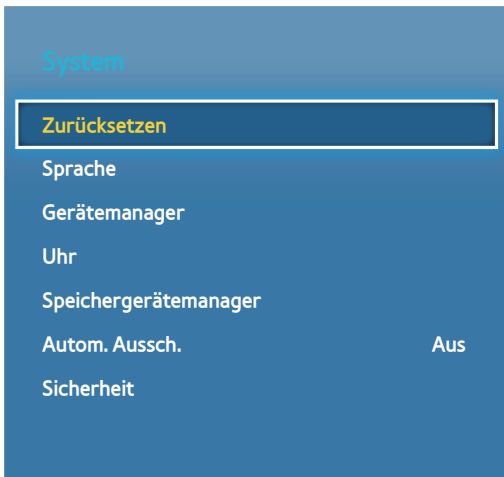 System
Zurücksetzen
Sprache
Gerätemanager
Uhr
Speichergerätemanager
Autom. Aussch. Aus
Sicherheit